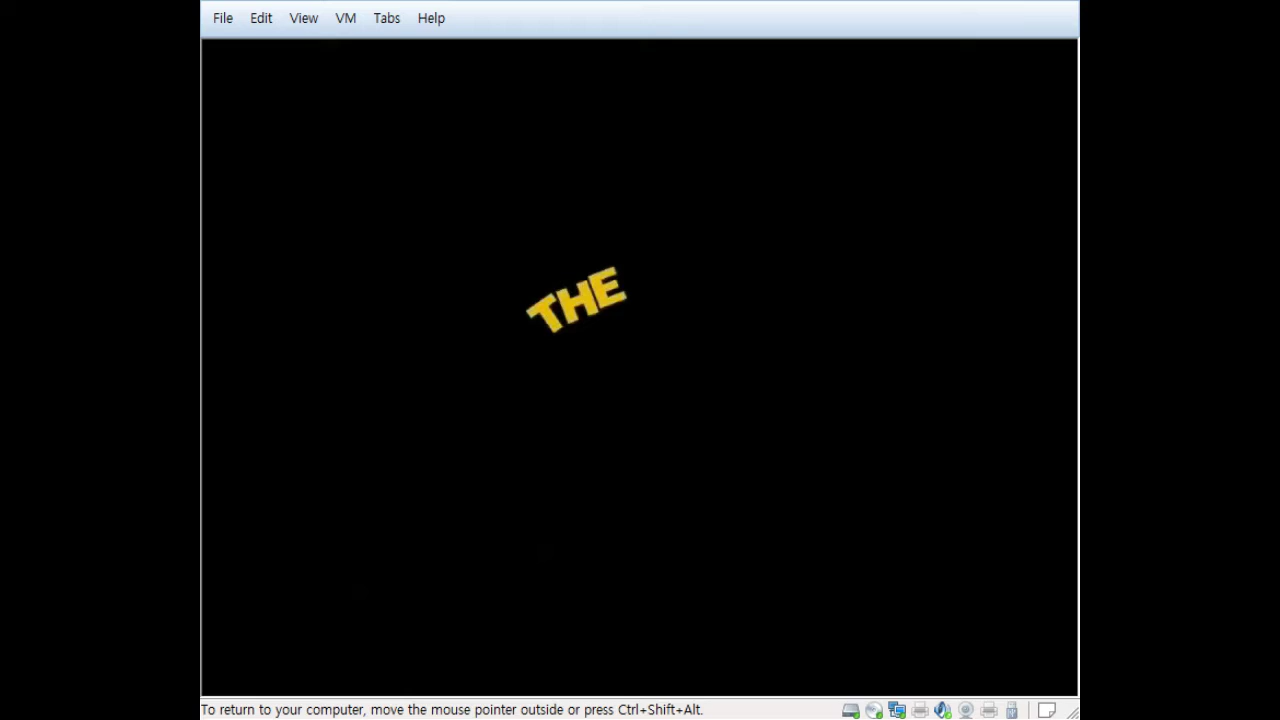 File Edit View VM Tabs Help
THE
To return to your computer, move the mouse pointer outside or press Ctrl+Shift+Alt.